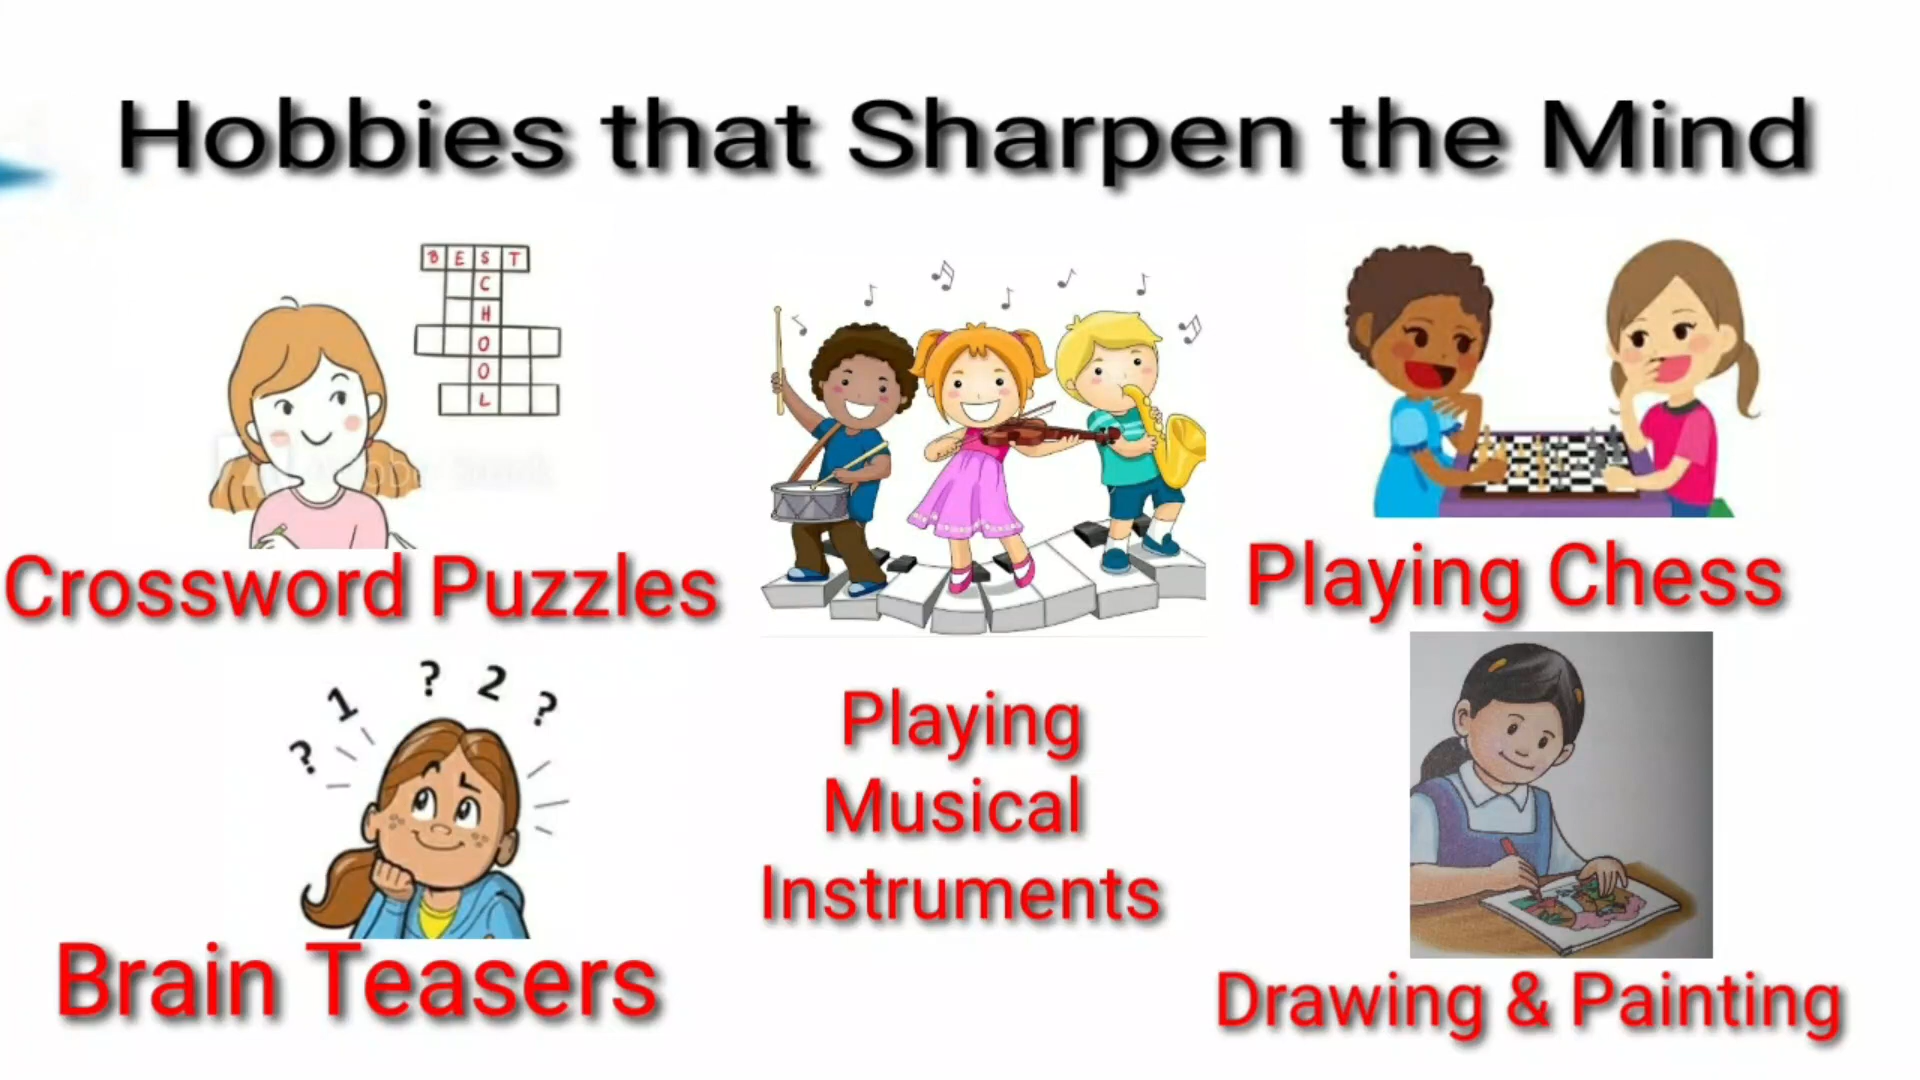 Hobbies that Sharpen the Mind
BEST
SCHOOL
Crossword Puzzles
Playing Chess
? 1 ? 2 ?
Playing
Musical
Instruments
Brain Teasers
Drawing & Painting